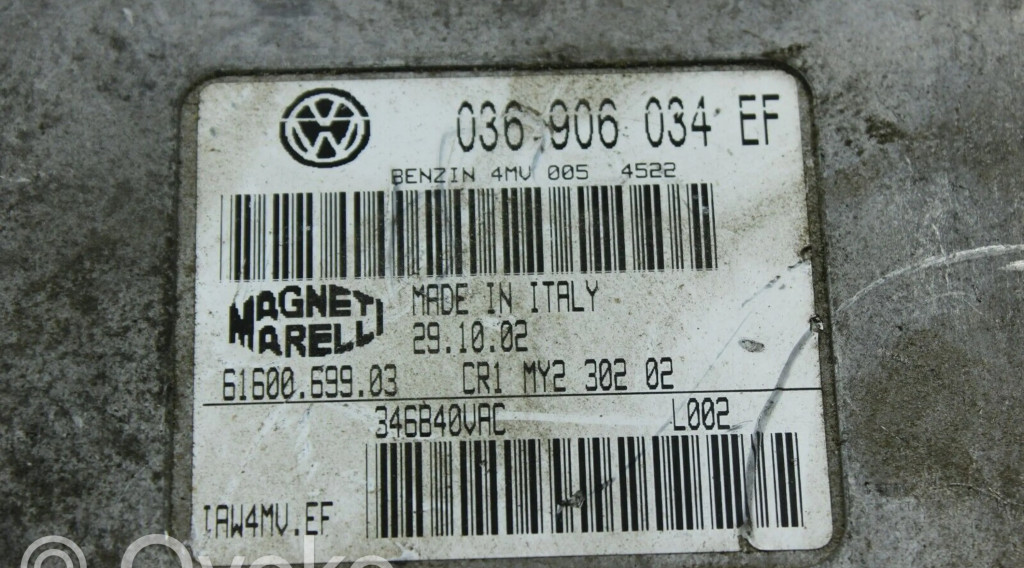 036 906 034 EF
BENZIN 4MV 005 4522
MAGNETI MARELLI
MADE IN ITALY
29.10.02
61600.699.03 CR1 MY2 302 02
346B40VAC L002
IAW4MV.EF